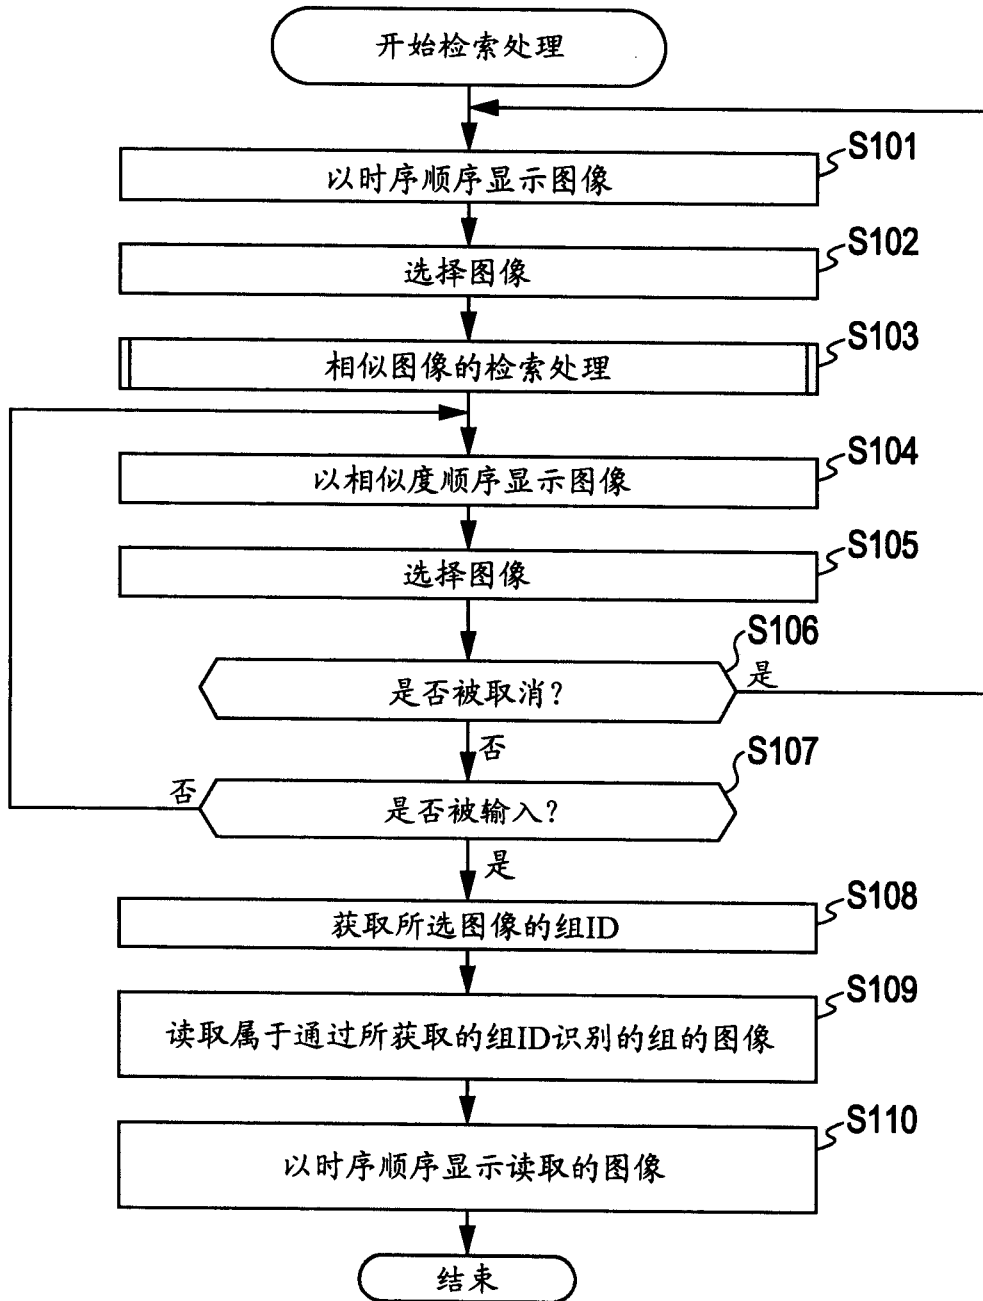 开始检索处理
S101
以时序顺序显示图像
S102
选择图像
S103
相似图像的检索处理
S104
以相似度顺序显示图像
S105
选择图像
S106
是否被取消?
是
否
S107
是否被输入?
否
是
S108
获取所选图像的组ID
S109
读取属于通过所获取的组ID识别的组的图像
S110
以时序顺序显示读取的图像
结束